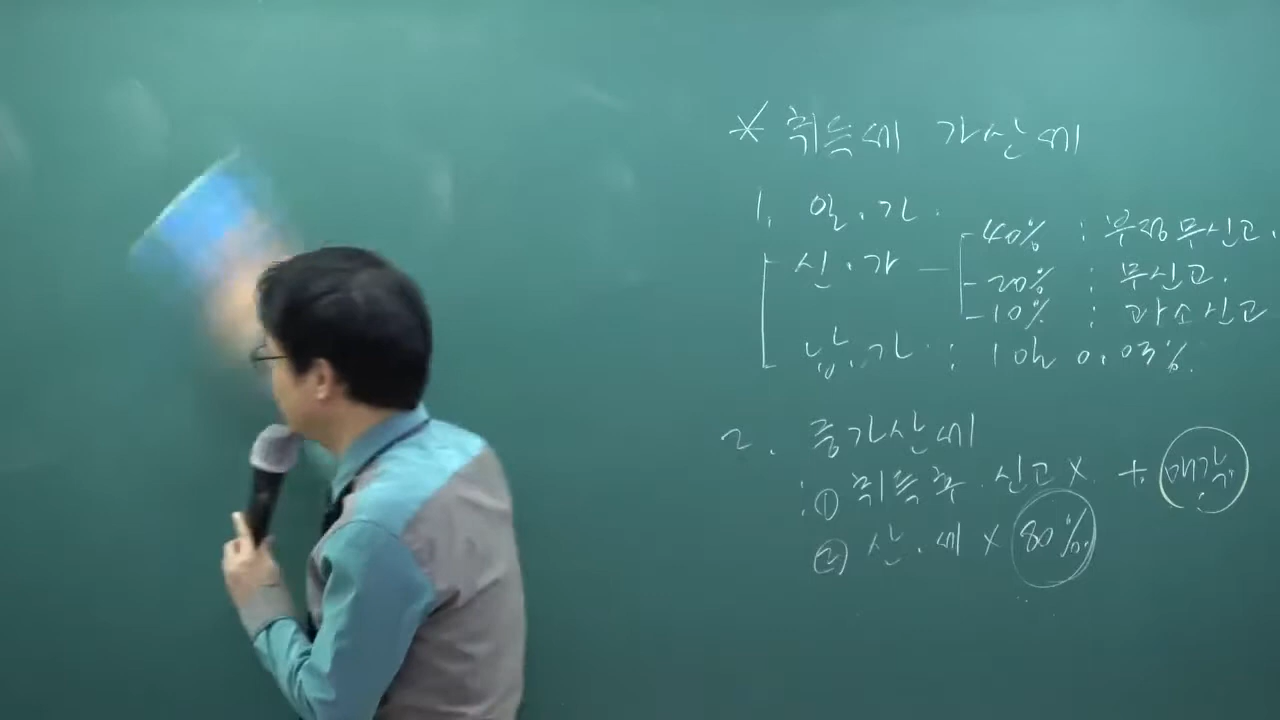 * 취득세 가산세
1. 일.가.
신.가 - 40% : 부정무신고.
- 20% : 무신고.
- 10% : 과소신고
납.가. : 1일 0.03%.
2. 중가산세
: ① 취득후 신고 X. + 매각
② 산.세 X 80%.